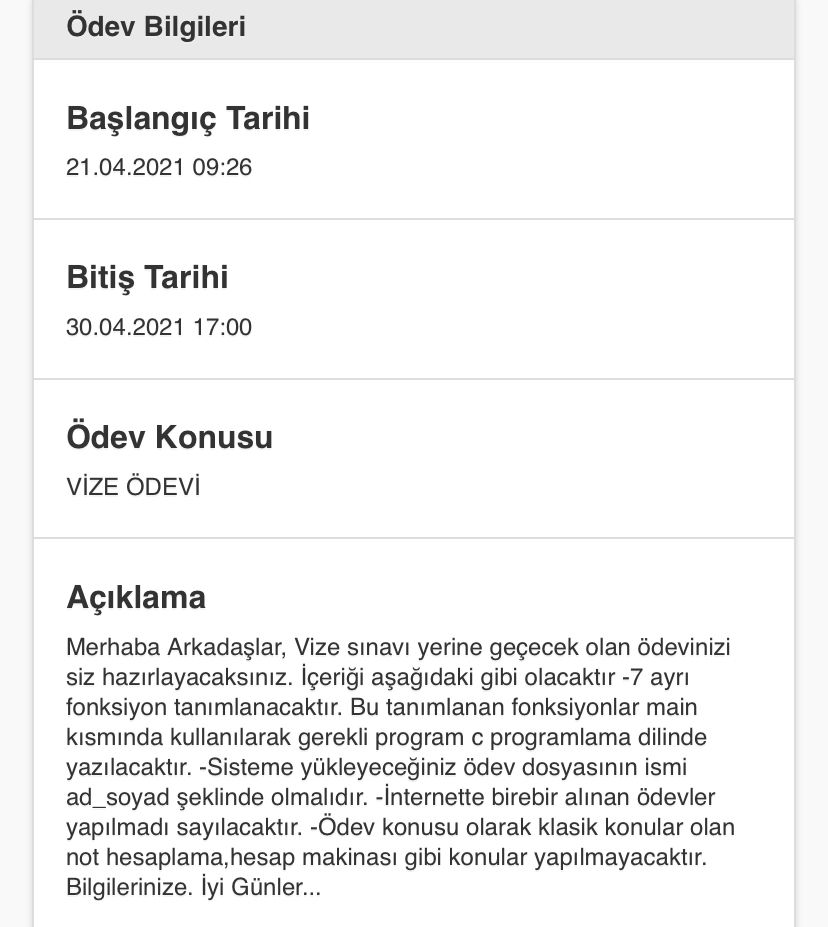 Ödev Bilgileri
Başlangıç Tarihi
21.04.2021 09:26
Bitiş Tarihi
30.04.2021 17:00
Ödev Konusu
VİZE ÖDEVİ
Açıklama
Merhaba Arkadaşlar, Vize sınavı yerine geçecek olan ödevinizi
siz hazırlayacaksınız. İçeriği aşağıdaki gibi olacaktır -7 ayrı
fonksiyon tanımlanacaktır. Bu tanımlanan fonksiyonlar main
kısmında kullanılarak gerekli program c programlama dilinde
yazılacaktır. -Sisteme yükleyeceğiniz ödev dosyasının ismi
ad_soyad şeklinde olmalıdır. -İnternette birebir alınan ödevler
yapılmadı sayılacaktır. -Ödev konusu olarak klasik konular olan
not hesaplama,hesap makinası gibi konular yapılmayacaktır.
Bilgilerinize. İyi Günler...